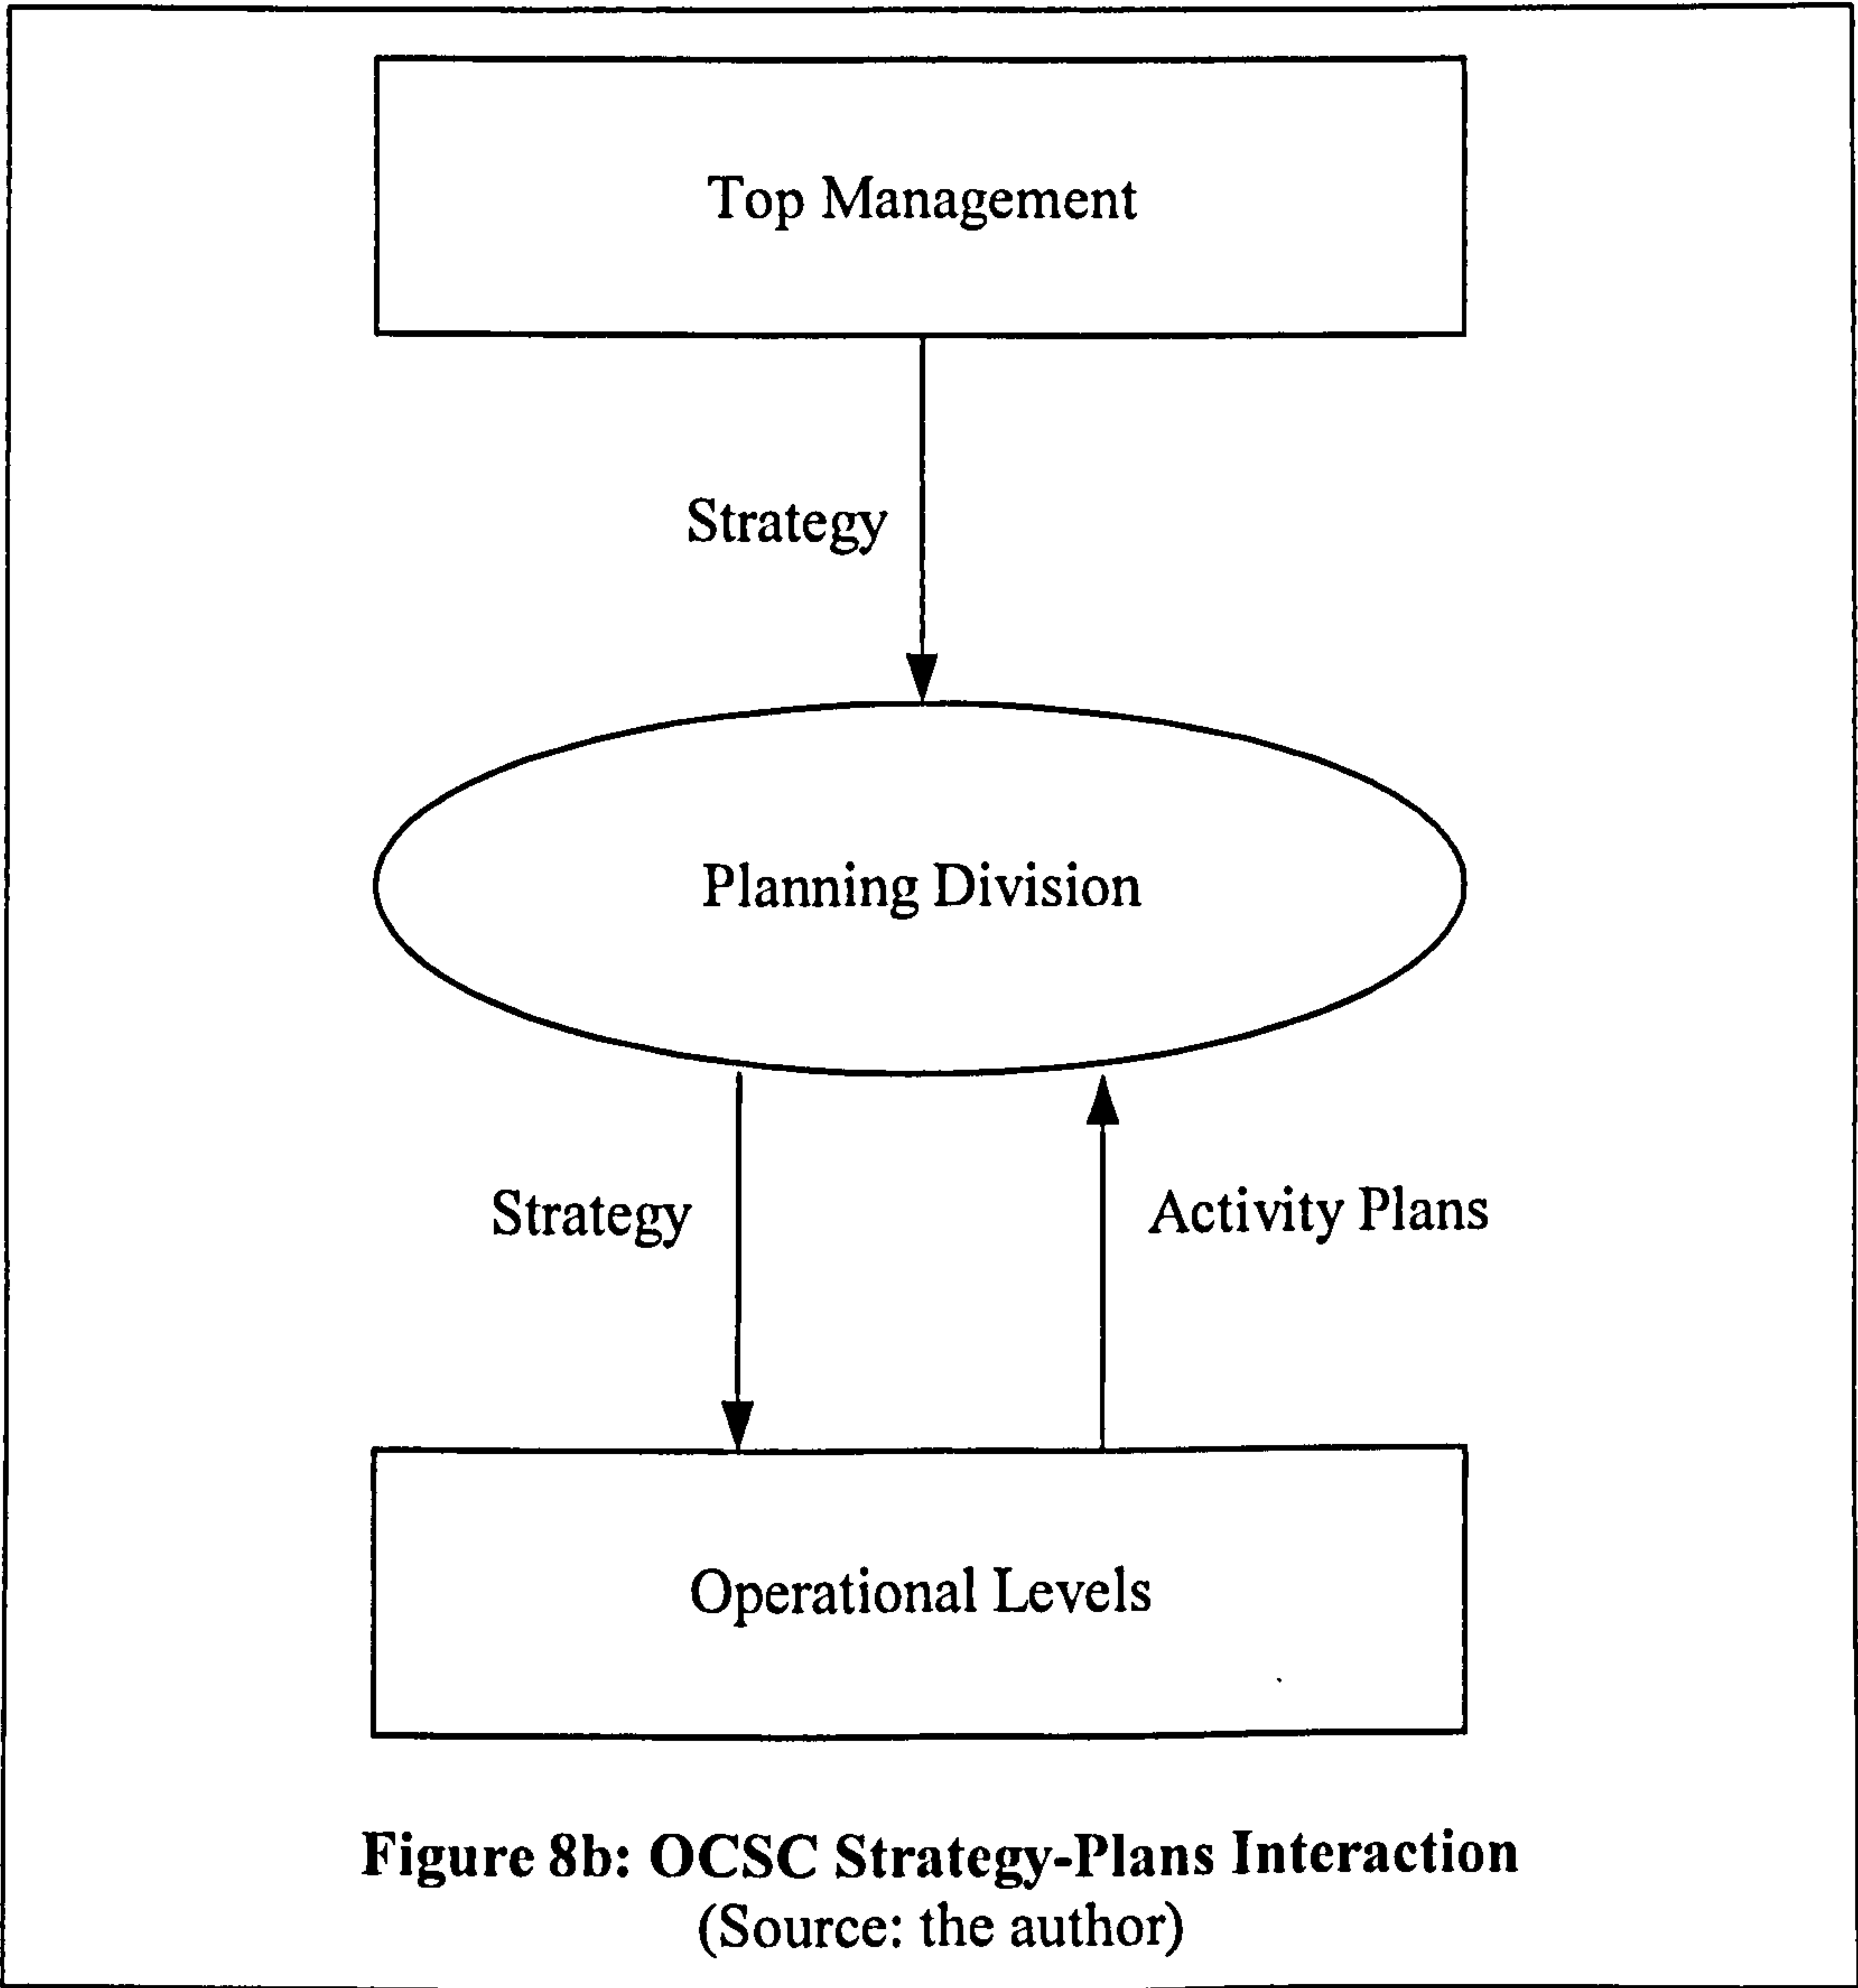 Top Management
Strategy
Planning Division
Strategy
Activity Plans
Operational Levels
Figure 8b: OCSC Strategy-Plans Interaction
(Source: the author)